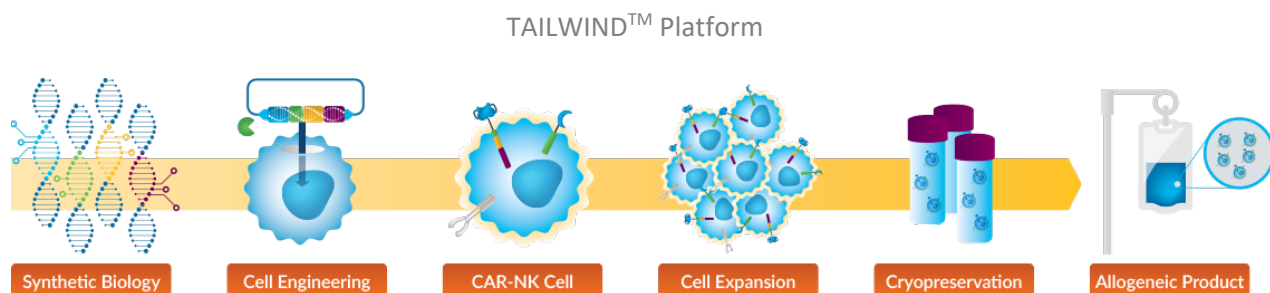 TAILWIND™ Platform
Synthetic Biology
Cell Engineering
CAR-NK Cell
Cell Expansion
Cryopreservation
Allogeneic Product